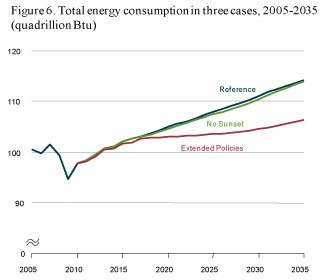 Figure 6. Total energy consumption in three cases, 2005-2035
(quadrillion Btu)
120
Reference
110
No Sunset
Extended Policies
100
90
0
2005 2010 2015 2020 2025 2030 2035